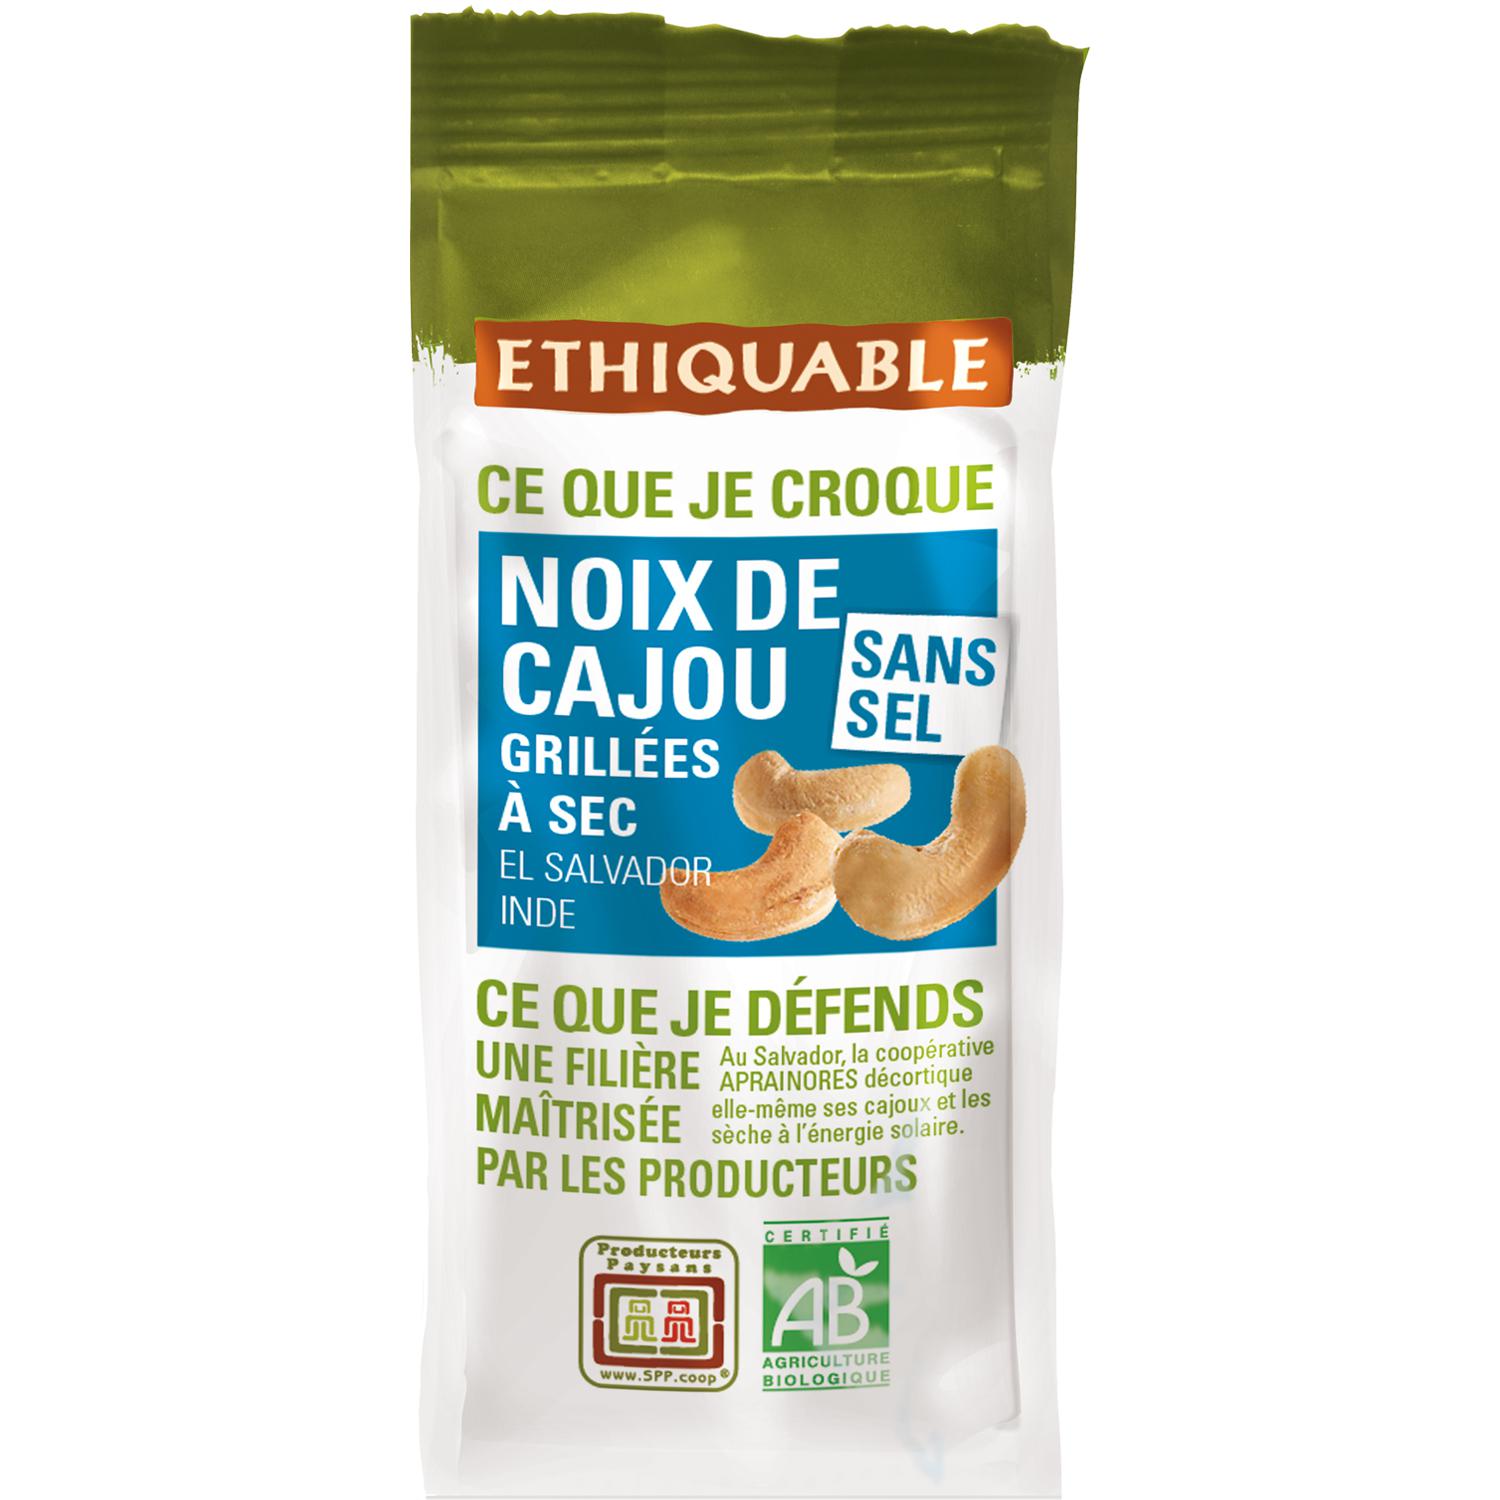 ETHIQUABLE
CE QUE JE CROQUE
NOIX DE
CAJOU
SANS
SEL
GRILLÉES
À SEC
EL SALVADOR
INDE
CE QUE JE DÉFENDS
UNE FILIÈRE
MAÎTRISÉE
PAR LES PRODUCTEURS
Au Salvador, la coopérative
APRAINORES décortique
elle-même ses cajoux et les
sèche à l'énergie solaire.
Producteurs
Paysans
www.SPP.coop®
CERTIFIÉ
AB
AGRICULTURE
BIOLOGIQUE